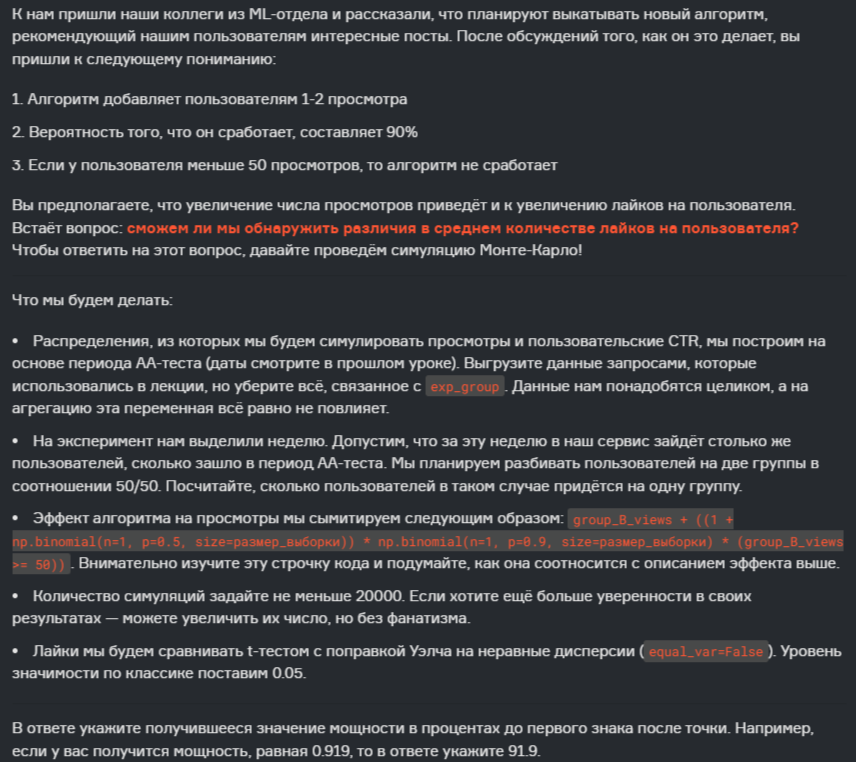 К нам пришли наши коллеги из ML-отдела и рассказали, что планируют выкатывать новый алгоритм,
рекомендующий нашим пользователям интересные посты. После обсуждений того, как он это делает, вы
пришли к следующему пониманию:
1. Алгоритм добавляет пользователям 1-2 просмотра
2. Вероятность того, что он сработает, составляет 90%
3. Если у пользователя меньше 50 просмотров, то алгоритм не сработает
Вы предполагаете, что увеличение числа просмотров приведёт и к увеличению лайков на пользователя.
Встаёт вопрос: сможем ли мы обнаружить различия в среднем количестве лайков на пользователя?
Чтобы ответить на этот вопрос, давайте проведём симуляцию Монте-Карло!
Что мы будем делать:
• Распределения, из которых мы будем симулировать просмотры и пользовательские CTR, мы построим на
основе периода АА-теста (даты смотрите в прошлом уроке). Выгрузите данные запросами, которые
использовались в лекции, но уберите всё, связанное с exp_group. Данные нам понадобятся целиком, а на
агрегацию эта переменная всё равно не повлияет.
• На эксперимент нам выделили неделю. Допустим, что за эту неделю в наш сервис зайдёт столько же
пользователей, сколько зашло в период АА-теста. Мы планируем разбивать пользователей на две группы в
соотношении 50/50. Посчитайте, сколько пользователей в таком случае придётся на одну группу.
• Эффект алгоритма на просмотры мы сымитируем следующим образом: group_B_views + ((1 +
np.binomial(n=1, p=0.5, size=размер_выборки)) * np.binomial(n=1, p=0.9, size=размер_выборки) * (group_B_views
>= 50)). Внимательно изучите эту строчку кода и подумайте, как она соотносится с описанием эффекта выше.
• Количество симуляций задайте не меньше 20000. Если хотите ещё больше уверенности в своих
результатах — можете увеличить их число, но без фанатизма.
• Лайки мы будем сравнивать t-тестом с поправкой Уэлча на неравные дисперсии (equal_var=False). Уровень
значимости по классике поставим 0.05.
В ответе укажите получившееся значение мощности в процентах до первого знака после точки. Например,
если у вас получится мощность, равная 0.919, то в ответе укажите 91.9.